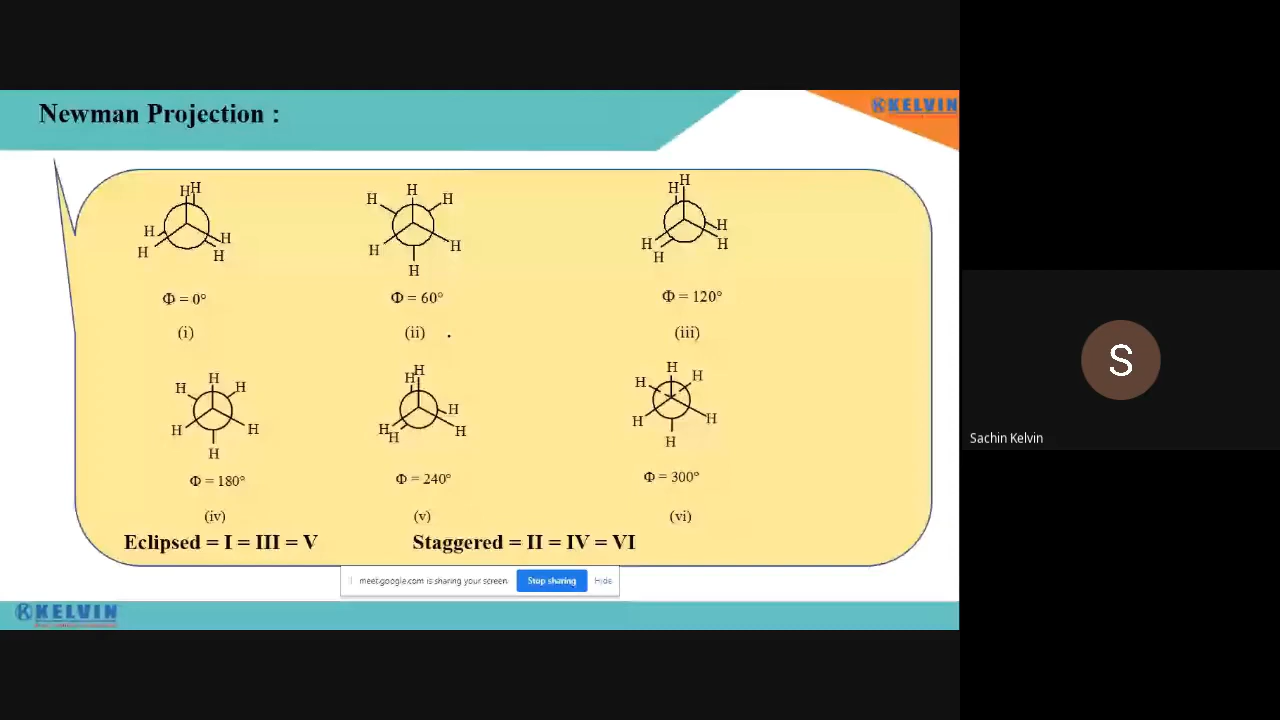 Newman Projection :
KELVIN
H H
H H
H H
H
H H
H H
H
H H
H H
H H
Φ = 0°
Φ = 60°
Φ = 120°
(i)
(ii)
(iii)
H
H H
H H
H
H H
H
H H
H
H
H H
H H
H
Φ = 180°
Φ = 240°
Φ = 300°
(iv)
(v)
(vi)
Eclipsed = I = III = V
Staggered = II = IV = VI
meet.google.com is sharing your screen
Stop sharing
Hide
KELVIN
S
Sachin Kelvin